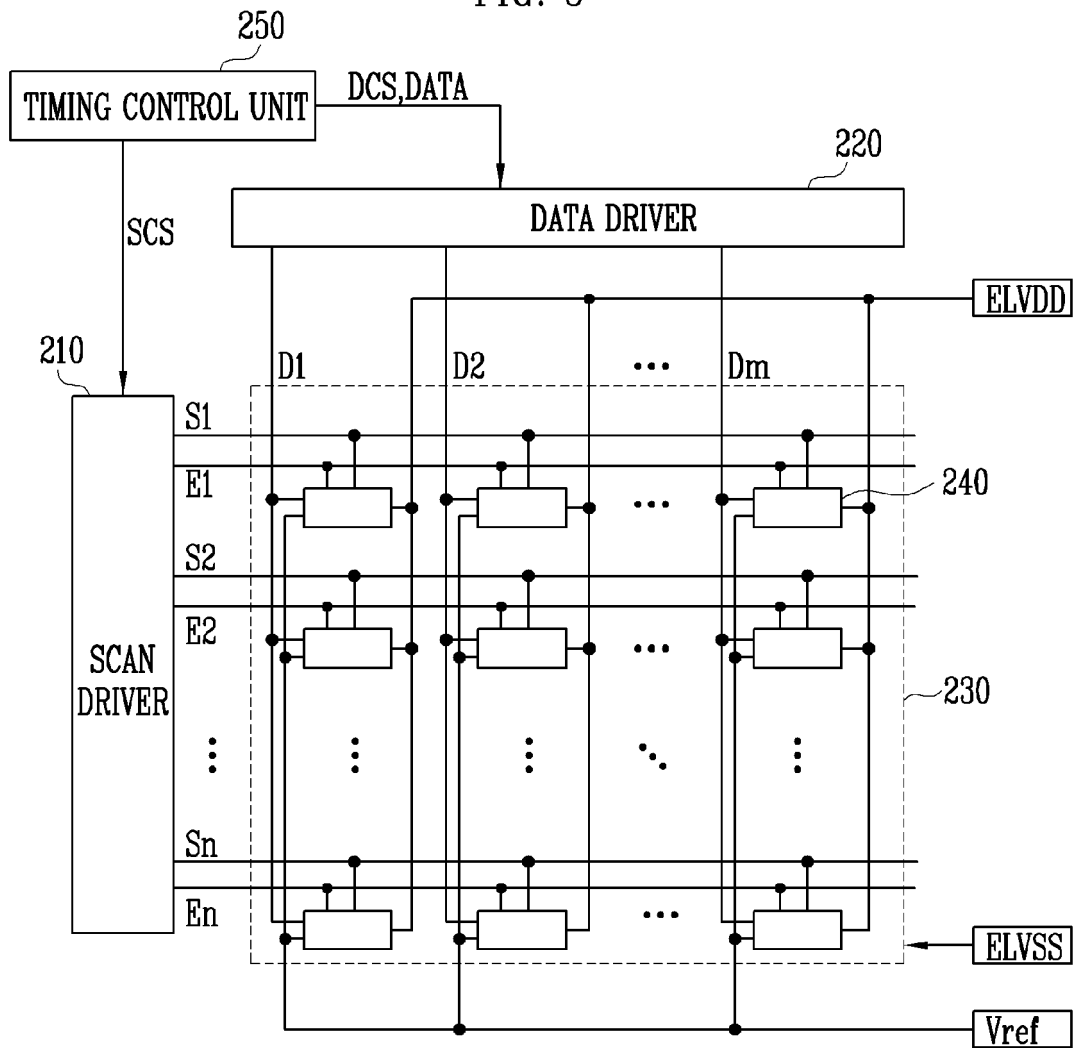 250
TIMING CONTROL UNIT
DCS,DATA
220
DATA DRIVER
SCS
ELVDD
210
D1
D2
...
Dm
S1
E1
...
240
S2
E2
...
SCAN
DRIVER
230
Sn
En
...
ELVSS
Vref